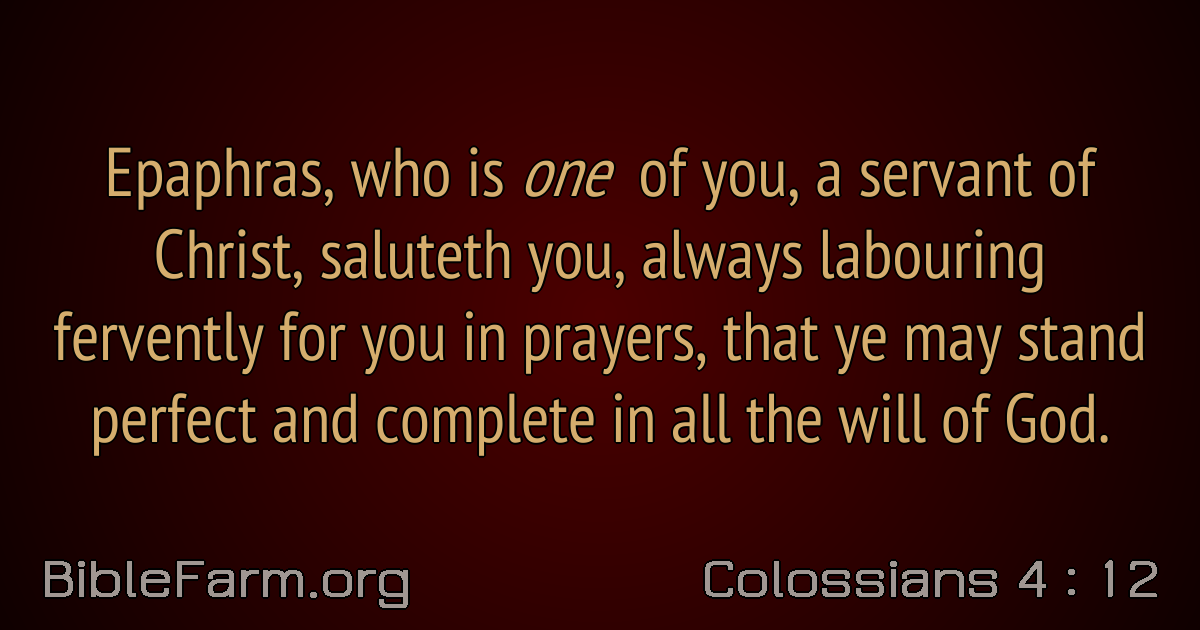 Epaphras, who is one of you, a servant of
Christ, saluteth you, always labouring
fervently for you in prayers, that ye may stand
perfect and complete in all the will of God.
BibleFarm.org
Colossians 4 : 12